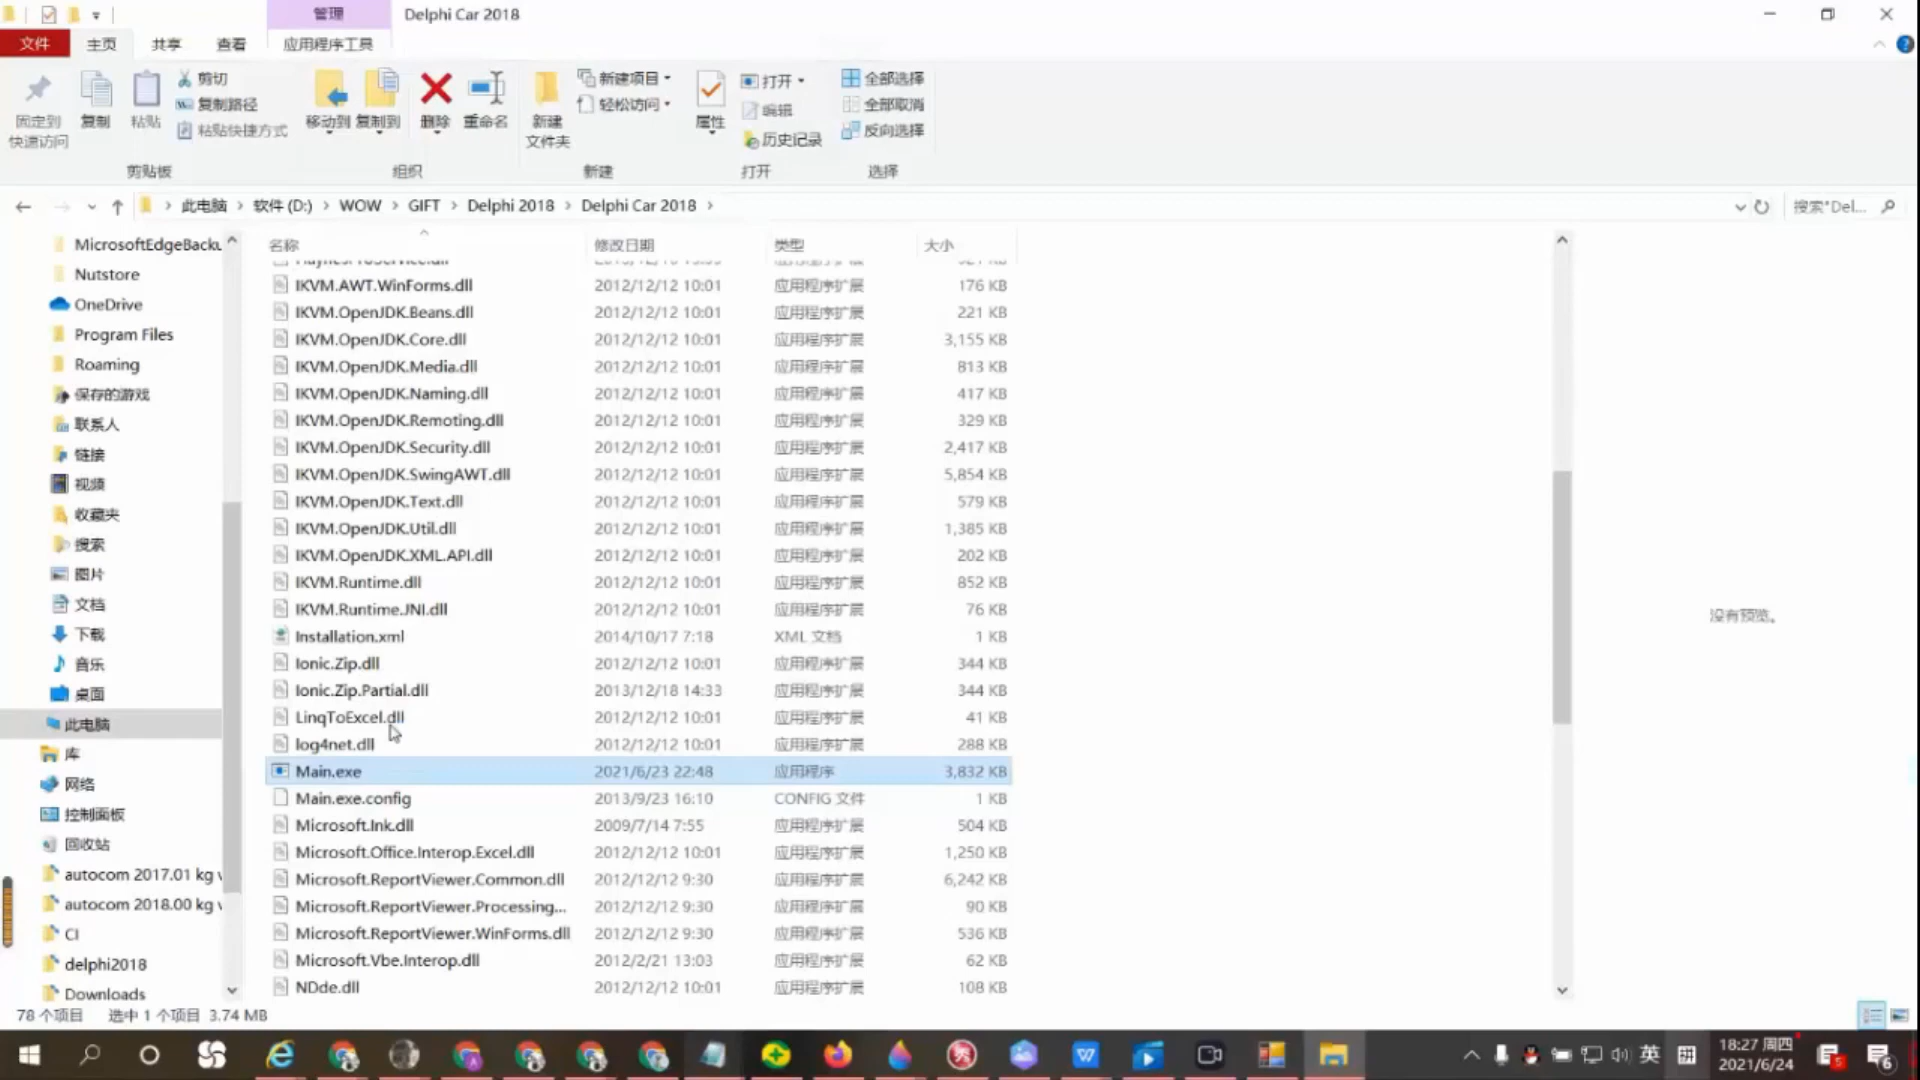 管理
Delphi Car 2018
文件
主页
共享
查看
应用程序工具
固定到
快速访问
复制
粘贴
剪切
复制路径
粘贴快捷方式
剪贴板
移动到
复制到
删除
重命名
组织
新建
文件夹
新建项目
轻松访问
新建
属性
打开
编辑
历史记录
打开
全部选择
全部取消
反向选择
选择
此电脑 软件 (D:) WOW GIFT Delphi 2018 Delphi Car 2018
搜索"Del...
MicrosoftEdgeBacku
Nutstore
OneDrive
Program Files
Roaming
保存的游戏
联系人
链接
视频
收藏夹
搜索
图片
文档
下载
音乐
桌面
此电脑
库
网络
控制面板
回收站
autocom 2017.01 kg v
autocom 2018.00 kg v
CI
delphi2018
Downloads
名称 修改日期 类型 大小
IKVM.AWT.WinForms.dll 2012/12/12 10:01 应用程序扩展 176 KB
IKVM.OpenJDK.Beans.dll 2012/12/12 10:01 应用程序扩展 221 KB
IKVM.OpenJDK.Core.dll 2012/12/12 10:01 应用程序扩展 3,155 KB
IKVM.OpenJDK.Media.dll 2012/12/12 10:01 应用程序扩展 813 KB
IKVM.OpenJDK.Naming.dll 2012/12/12 10:01 应用程序扩展 417 KB
IKVM.OpenJDK.Remoting.dll 2012/12/12 10:01 应用程序扩展 329 KB
IKVM.OpenJDK.Security.dll 2012/12/12 10:01 应用程序扩展 2,417 KB
IKVM.OpenJDK.SwingAWT.dll 2012/12/12 10:01 应用程序扩展 5,854 KB
IKVM.OpenJDK.Text.dll 2012/12/12 10:01 应用程序扩展 579 KB
IKVM.OpenJDK.Util.dll 2012/12/12 10:01 应用程序扩展 1,385 KB
IKVM.OpenJDK.XML.API.dll 2012/12/12 10:01 应用程序扩展 202 KB
IKVM.Runtime.dll 2012/12/12 10:01 应用程序扩展 852 KB
IKVM.Runtime.JNI.dll 2012/12/12 10:01 应用程序扩展 76 KB
Installation.xml 2014/10/17 7:18 XML 文档 1 KB
Ionic.Zip.dll 2012/12/12 10:01 应用程序扩展 344 KB
Ionic.Zip.Partial.dll 2013/12/18 14:33 应用程序扩展 344 KB
LinqToExcel.dll 2012/12/12 10:01 应用程序扩展 41 KB
log4net.dll 2012/12/12 10:01 应用程序扩展 288 KB
Main.exe 2021/6/23 22:48 应用程序 3,832 KB
Main.exe.config 2013/9/23 16:10 CONFIG 文件 1 KB
Microsoft.Ink.dll 2009/7/14 7:55 应用程序扩展 504 KB
Microsoft.Office.Interop.Excel.dll 2012/12/12 10:01 应用程序扩展 1,250 KB
Microsoft.ReportViewer.Common.dll 2012/12/12 9:30 应用程序扩展 6,242 KB
Microsoft.ReportViewer.Processing... 2012/12/12 9:30 应用程序扩展 90 KB
Microsoft.ReportViewer.WinForms.dll 2012/12/12 9:30 应用程序扩展 536 KB
Microsoft.Vbe.Interop.dll 2012/2/21 13:03 应用程序扩展 62 KB
NDde.dll 2012/12/12 10:01 应用程序扩展 108 KB
没有预览。
78 个项目 选中 1 个项目 3.74 MB
英
18:27 周四
2021/6/24
5
6